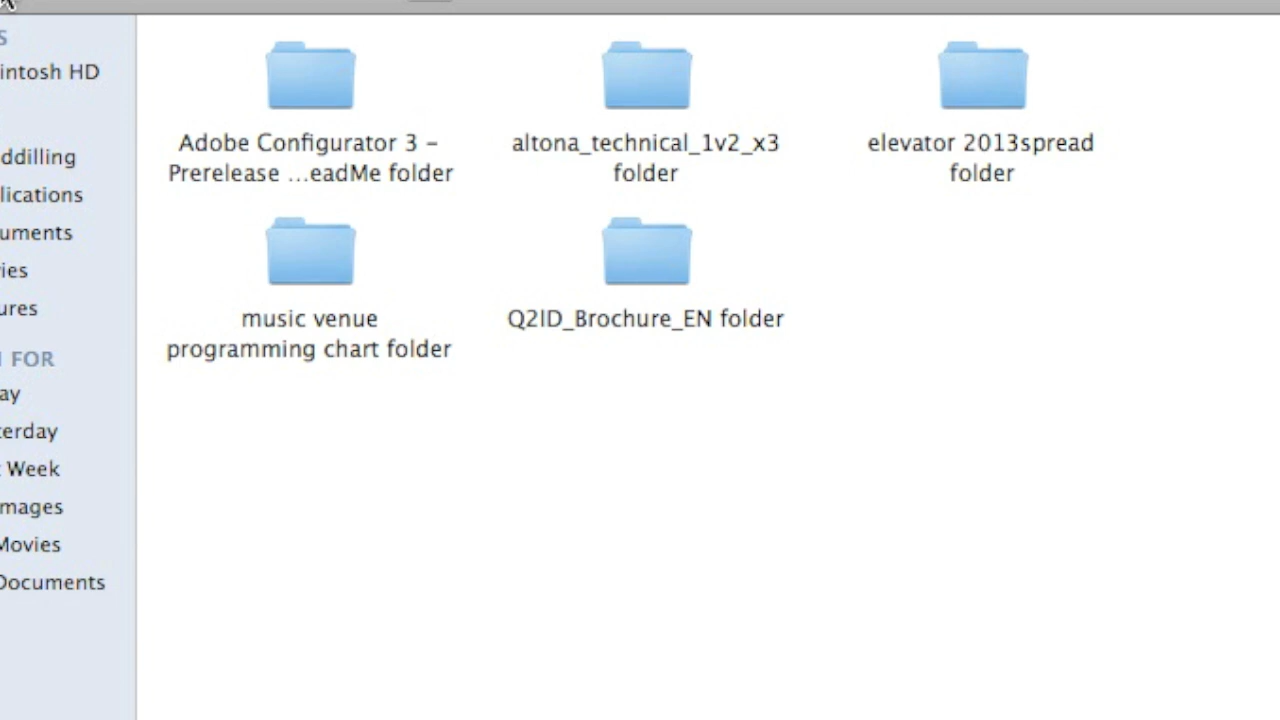 S
intosh HD
ddilling
lications
uments
ies
ures
FOR
ay
terday
Week
mages
Movies
Documents
Adobe Configurator 3 –
Prerelease ...eadMe folder
altona_technical_1v2_x3
folder
elevator 2013spread
folder
music venue
programming chart folder
Q2ID_Brochure_EN folder